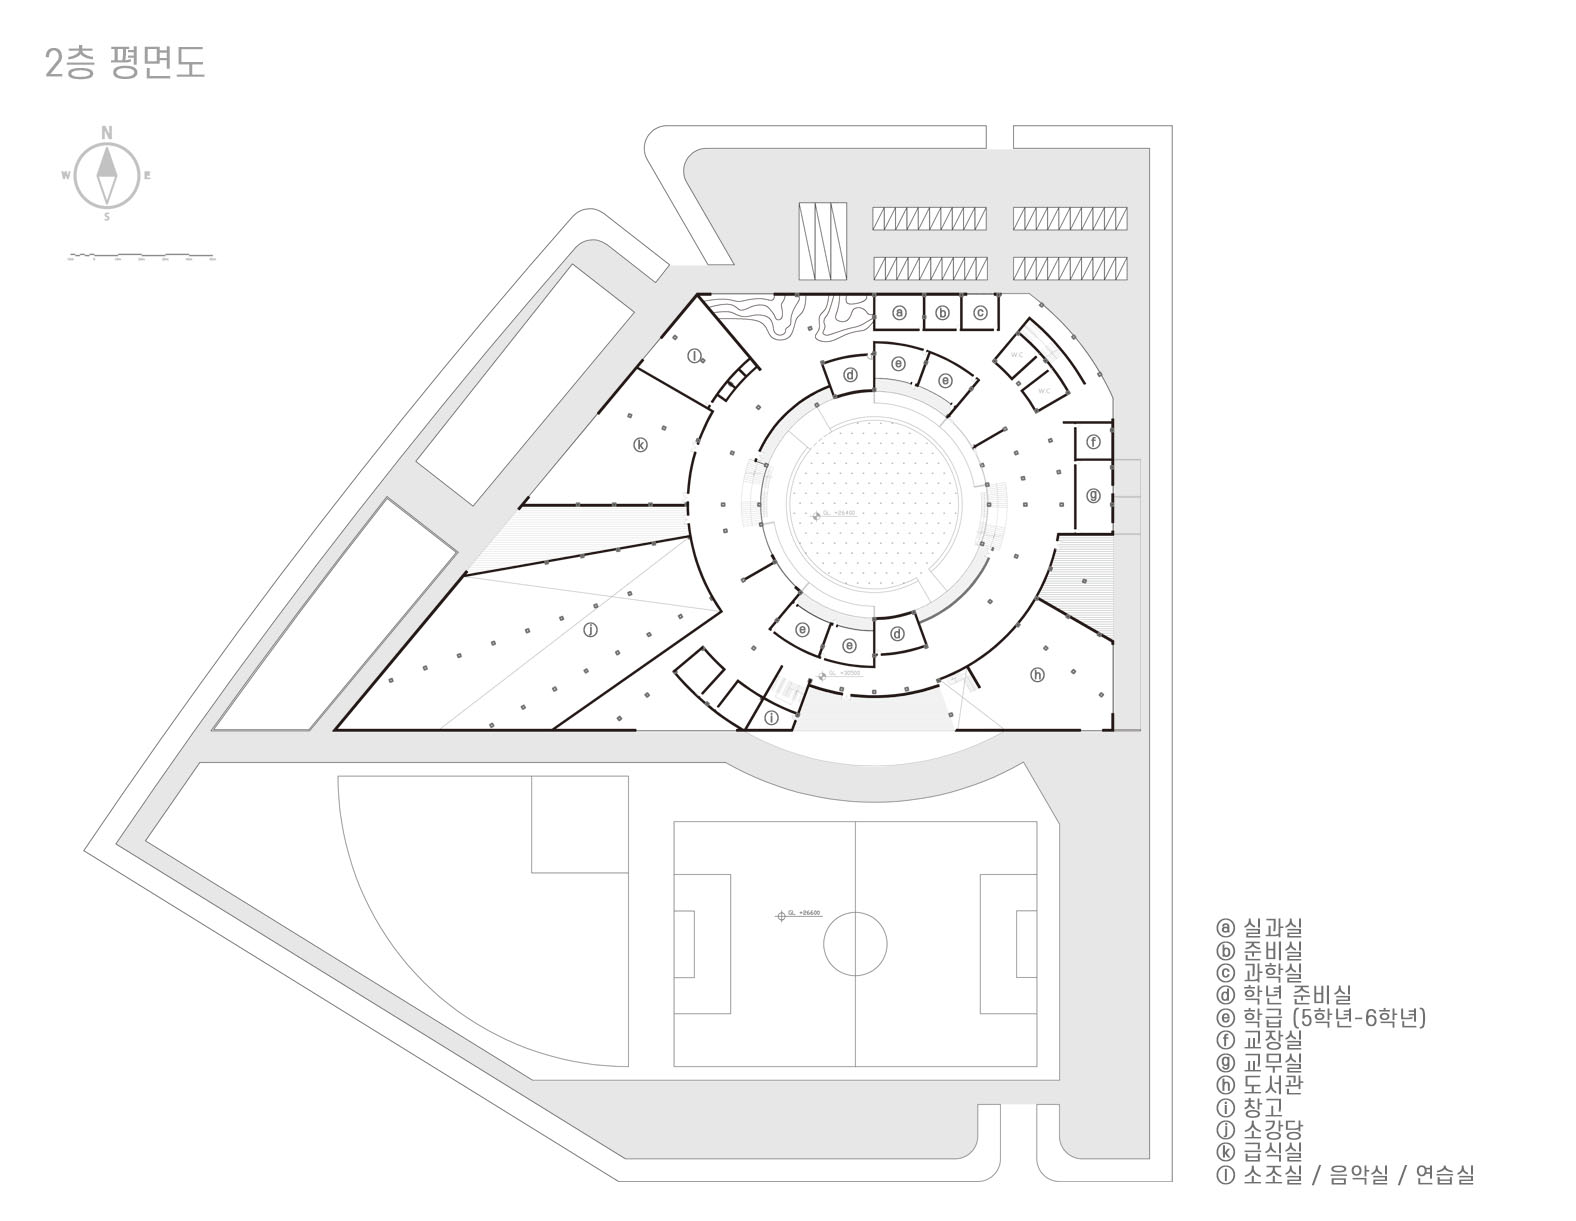 2층 평면도
N
W E
S
ⓐ ⓑ ⓒ
ⓛ
W.C
ⓓ ⓔ
ⓔ
W.C
ⓚ
ⓕ
ⓖ
GL +26400
ⓙ
ⓔ ⓔ ⓓ
GL +30500
ⓗ
ⓘ
GL +26600
ⓐ 실과실
ⓑ 준비실
ⓒ 과학실
ⓓ 학년 준비실
ⓔ 학급 (5학년-6학년)
ⓕ 교장실
ⓖ 교무실
ⓗ 도서관
ⓘ 창고
ⓙ 소강당
ⓚ 급식실
ⓛ 소조실 / 음악실 / 연습실